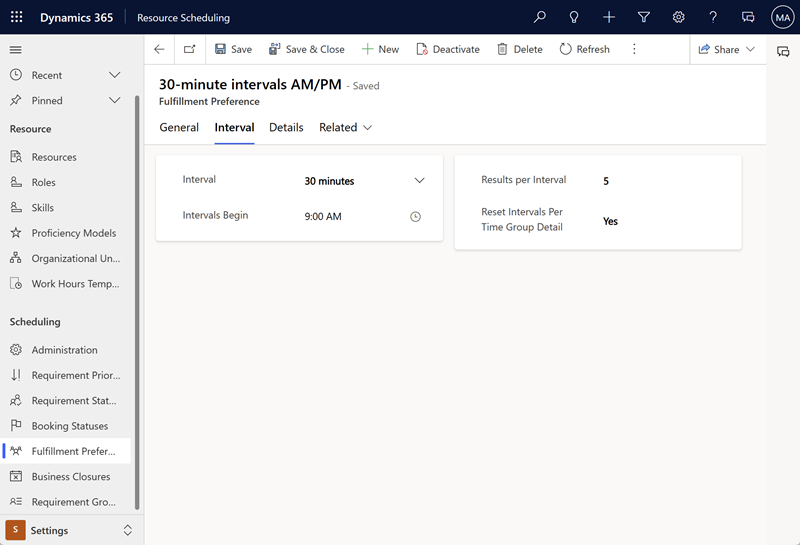 Dynamics 365
Resource Scheduling
MA
Save
Save & Close
New
Deactivate
Delete
Refresh
Share
Recent
Pinned
Resource
Resources
Roles
Skills
Proficiency Models
Organizational Un...
Work Hours Temp...
Scheduling
Administration
Requirement Prior...
Requirement Stat...
Booking Statuses
Fulfillment Prefer...
Business Closures
Requirement Gro...
S Settings
30-minute intervals AM/PM - Saved
Fulfillment Preference
General Interval Details Related
Interval 30 minutes
Intervals Begin 9:00 AM
Results per Interval 5
Reset Intervals Per
Time Group Detail Yes